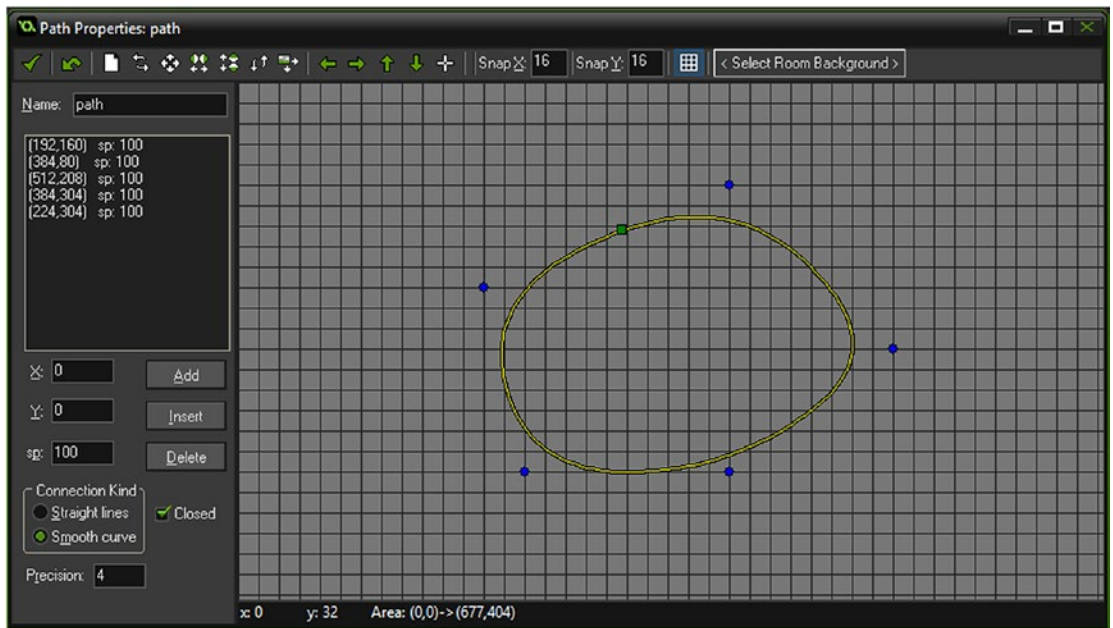 Path Properties: path
Snap X: 16 Snap Y: 16 < Select Room Background >
Name: path
(192,160) sp: 100
(384,80) sp: 100
(512,208) sp: 100
(384,304) sp: 100
(224,304) sp: 100
X: 0 Add
Y: 0 Insert
sp: 100 Delete
Connection Kind
Straight lines Closed
Smooth curve
Precision: 4
x: 0 y: 32 Area: (0,0)->(677,404)